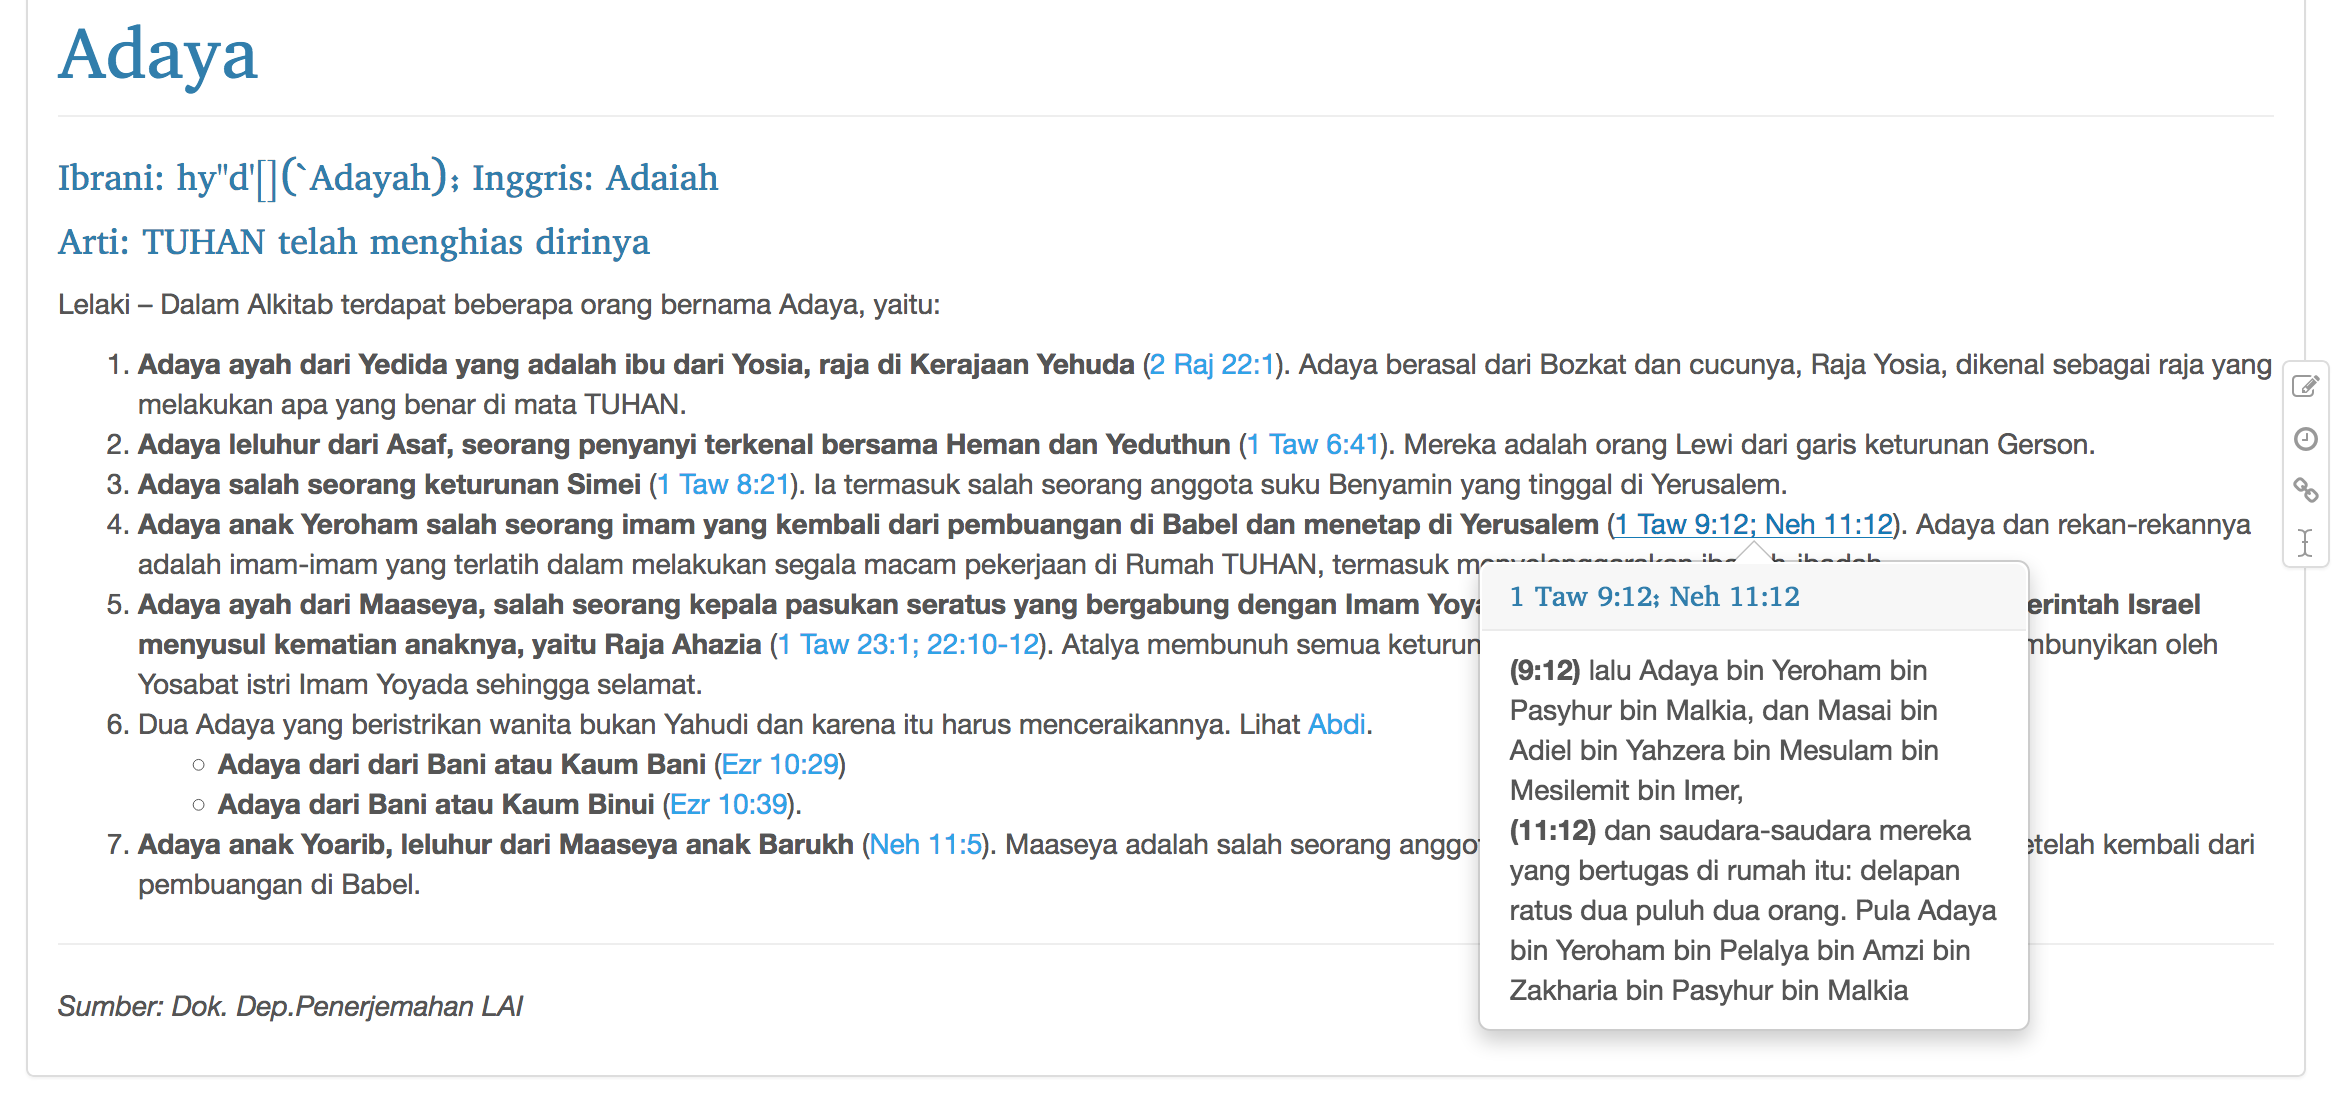 Adaya
Ibrani: hy"d'[](`Adayah); Inggris: Adaiah
Arti: TUHAN telah menghias dirinya
Lelaki – Dalam Alkitab terdapat beberapa orang bernama Adaya, yaitu:
1. Adaya ayah dari Yedida yang adalah ibu dari Yosia, raja di Kerajaan Yehuda (2 Raj 22:1). Adaya berasal dari Bozkat dan cucunya, Raja Yosia, dikenal sebagai raja yang
melakukan apa yang benar di mata TUHAN.
2. Adaya leluhur dari Asaf, seorang penyanyi terkenal bersama Heman dan Yeduthun (1 Taw 6:41). Mereka adalah orang Lewi dari garis keturunan Gerson.
3. Adaya salah seorang keturunan Simei (1 Taw 8:21). Ia termasuk salah seorang anggota suku Benyamin yang tinggal di Yerusalem.
4. Adaya anak Yeroham salah seorang imam yang kembali dari pembuangan di Babel dan menetap di Yerusalem (1 Taw 9:12; Neh 11:12). Adaya dan rekan-rekannya
adalah imam-imam yang terlatih dalam melakukan segala macam pekerjaan di Rumah TUHAN, termasuk
5. Adaya ayah dari Maaseya, salah seorang kepala pasukan seratus yang bergabung dengan Imam Yoya erintah Israel
menyusul kematian anaknya, yaitu Raja Ahazia (1 Taw 23:1; 22:10-12). Atalya membunuh semua keturun mbunyikan oleh
Yosabat istri Imam Yoyada sehingga selamat.
6. Dua Adaya yang beristrikan wanita bukan Yahudi dan karena itu harus menceraikannya. Lihat Abdi.
Adaya dari dari Bani atau Kaum Bani (Ezr 10:29)
Adaya dari Bani atau Kaum Binui (Ezr 10:39).
7. Adaya anak Yoarib, leluhur dari Maaseya anak Barukh (Neh 11:5). Maaseya adalah salah seorang anggo etelah kembali dari
pembuangan di Babel.
Sumber: Dok. Dep.Penerjemahan LAI
1 Taw 9:12; Neh 11:12
(9:12) lalu Adaya bin Yeroham bin
Pasyhur bin Malkia, dan Masai bin
Adiel bin Yahzera bin Mesulam bin
Mesilemit bin Imer,
(11:12) dan saudara-saudara mereka
yang bertugas di rumah itu: delapan
ratus dua puluh dua orang. Pula Adaya
bin Yeroham bin Pelalya bin Amzi bin
Zakharia bin Pasyhur bin Malkia